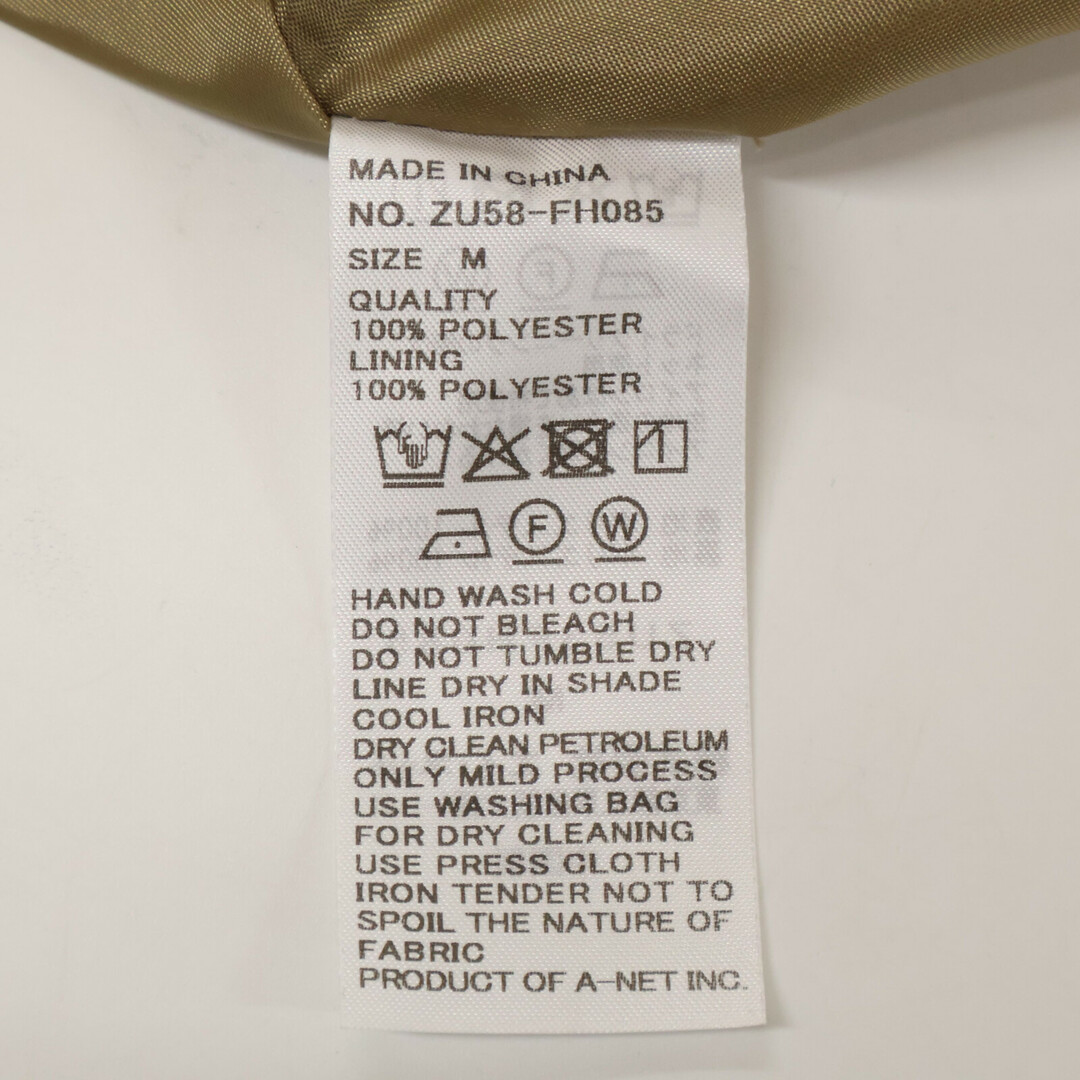 MADE IN CHINA
NO. ZU58-FH085
SIZE M
QUALITY
100% POLYESTER
LINING
100% POLYESTER
F W
HAND WASH COLD
DO NOT BLEACH
DO NOT TUMBLE DRY
LINE DRY IN SHADE
COOL IRON
DRY CLEAN PETROLEUM
ONLY MILD PROCESS
USE WASHING BAG
FOR DRY CLEANING
USE PRESS CLOTH
IRON TENDER NOT TO
SPOIL THE NATURE OF
FABRIC
PRODUCT OF A-NET INC.